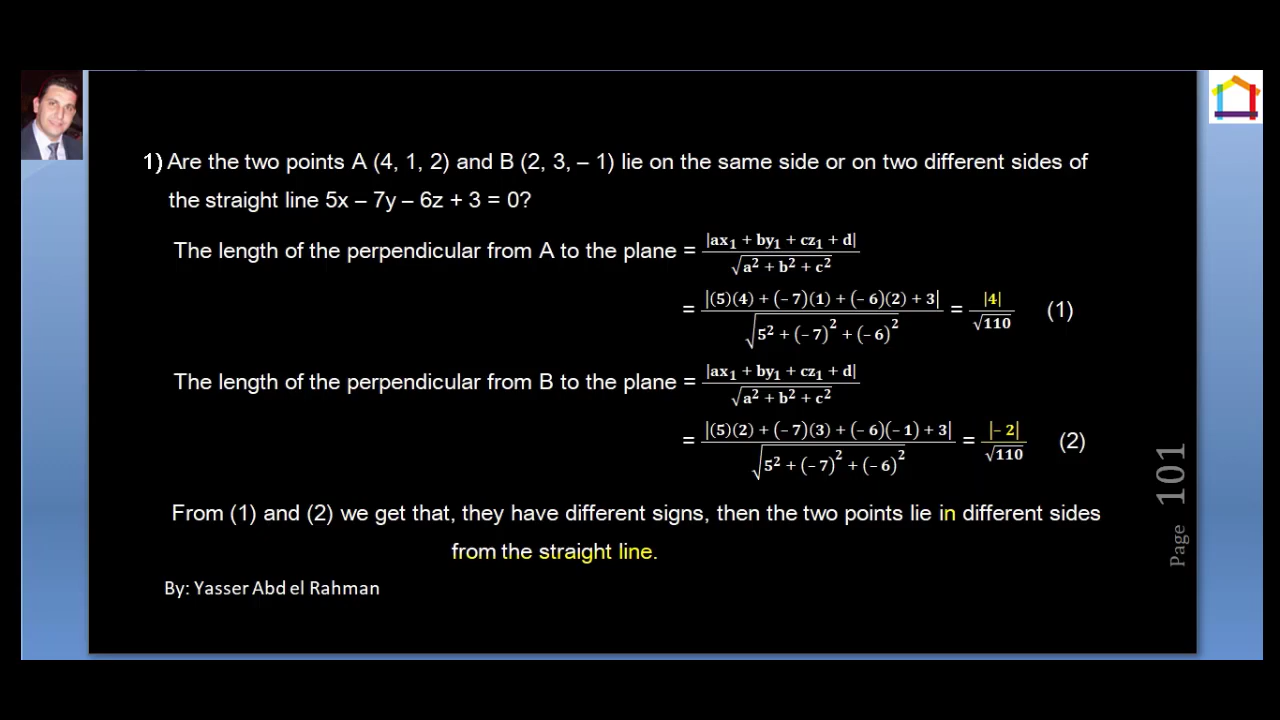 1) Are the two points A (4, 1, 2) and B (2, 3, – 1) lie on the same side or on two different sides of
the straight line 5x – 7y – 6z + 3 = 0?
The length of the perpendicular from A to the plane = |ax₁ + by₁ + cz₁ + d| / √(a² + b² + c²)
= |(5)(4) + (– 7)(1) + (– 6)(2) + 3| / √(5² + (– 7)² + (– 6)²) = |4| / √110 (1)
The length of the perpendicular from B to the plane = |ax₁ + by₁ + cz₁ + d| / √(a² + b² + c²)
= |(5)(2) + (– 7)(3) + (– 6)(– 1) + 3| / √(5² + (– 7)² + (– 6)²) = |– 2| / √110 (2)
From (1) and (2) we get that, they have different signs, then the two points lie in different sides
from the straight line.
By: Yasser Abd el Rahman
Page 101